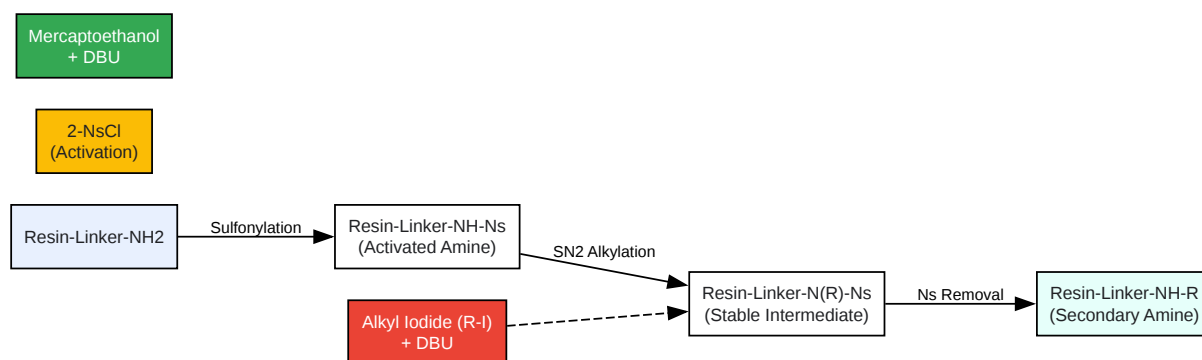 Mercaptoethanol
+ DBU
2-NsCl
(Activation)
Resin-Linker-NH2
Sulfonylation
Resin-Linker-NH-Ns
(Activated Amine)
SN2 Alkylation
Alkyl Iodide (R-I)
+ DBU
Resin-Linker-N(R)-Ns
(Stable Intermediate)
Ns Removal
Resin-Linker-NH-R
(Secondary Amine)